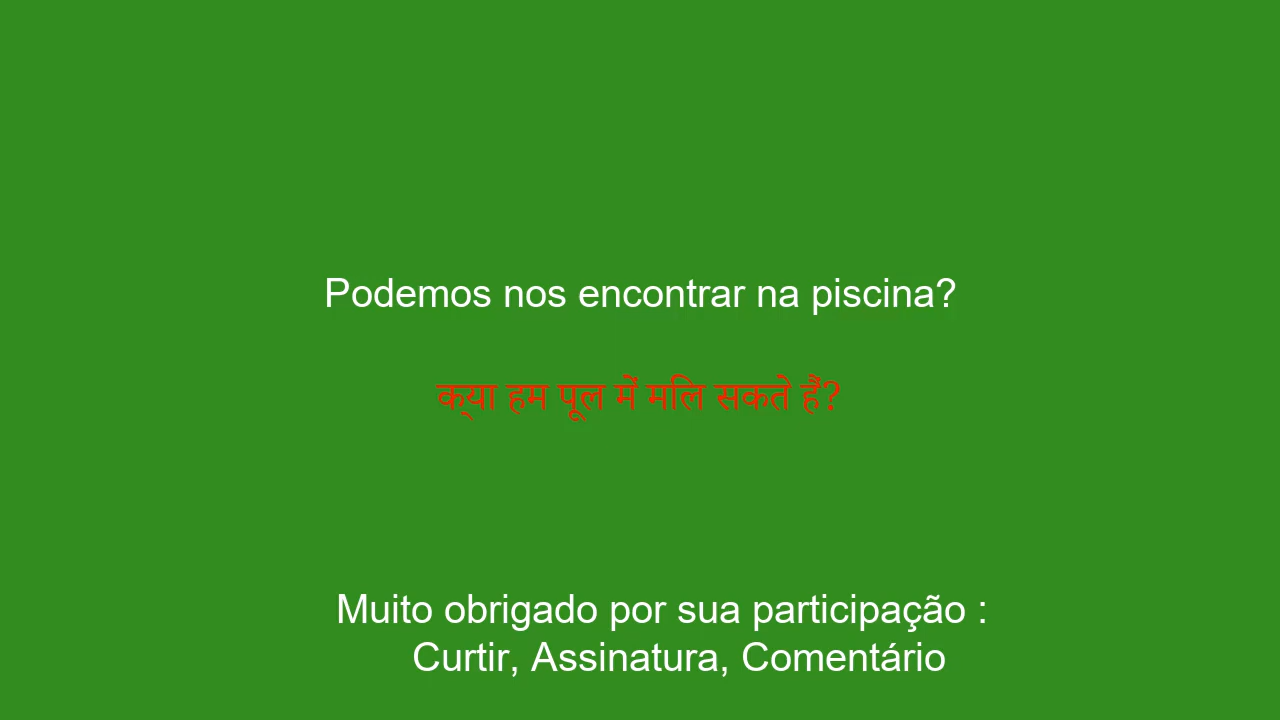 Podemos nos encontrar na piscina?
क्या हम पूल में मिल सकते हैं?
Muito obrigado por sua participação :
Curtir, Assinatura, Comentário